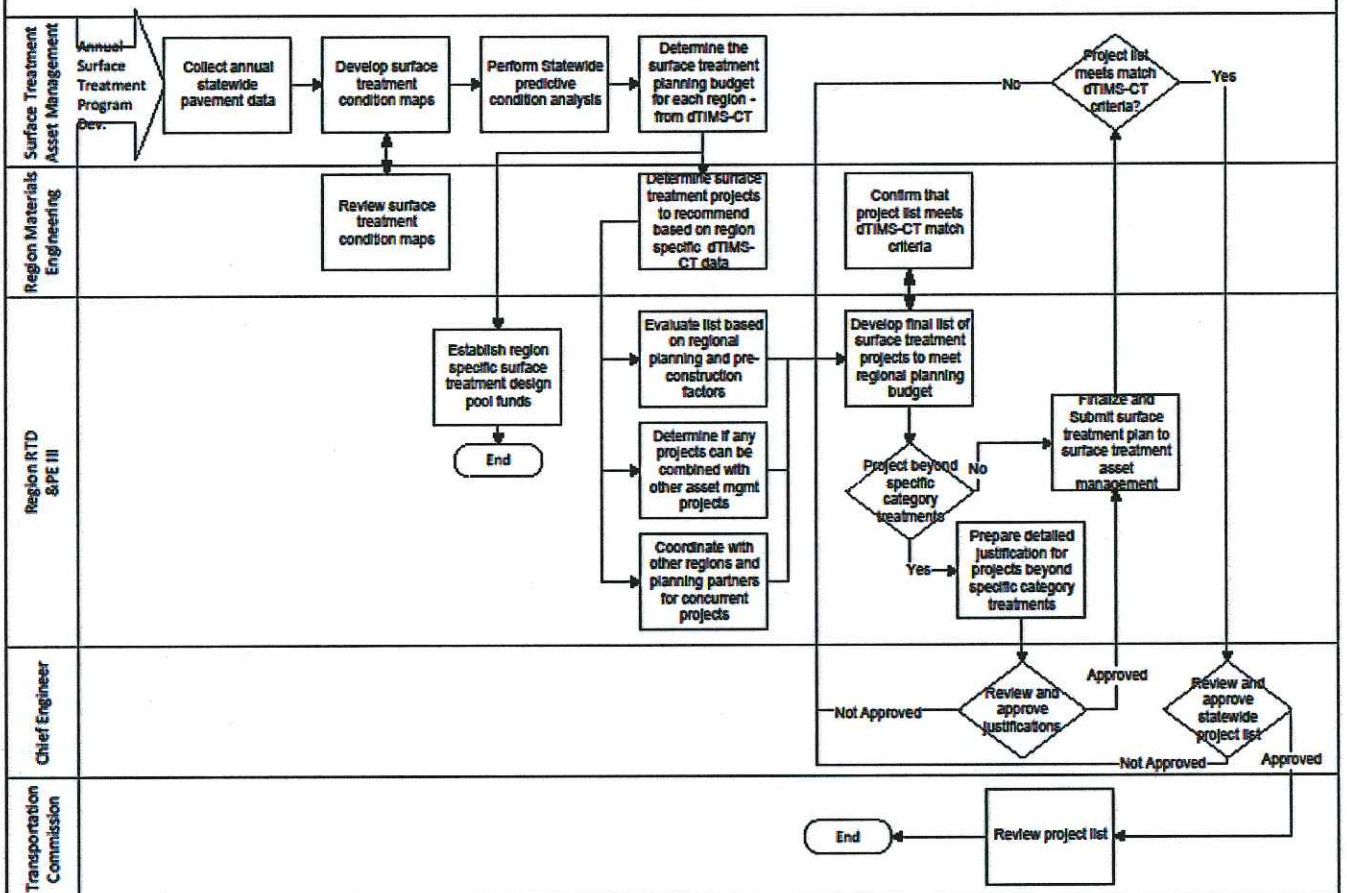 Surface Treatment
Asset Management
Annual
Surface
Treatment
Program
Dev.
Collect annual
statewide
pavement data
Develop surface
treatment
condition maps
Perform Statewide
predictive
condition analysis
Determine the
surface treatment
planning budget
for each region -
from dTIMS-CT
No
Project list
meets match
dTIMS-CT
criteria?
Yes
Region Materials
Engineering
Review surface
treatment
condition maps
Determine surface
treatment projects
to recommend
based on region
specific dTIMS-
CT data
Confirm that
project list meets
dTIMS-CT match
criteria
Region RTD
&PE III
Establish region
specific surface
treatment design
pool funds
End
Evaluate list based
on regional
planning and pre-
construction
factors
Determine if any
projects can be
combined with
other asset mgmt
projects
Coordinate with
other regions and
planning partners
for concurrent
projects
Develop final list of
surface treatment
projects to meet
regional planning
budget
Project beyond
specific
category
treatments
No
Yes
Finalize and
Submit surface
treatment plan to
surface treatment
asset
management
Prepare detailed
justification for
projects beyond
specific category
treatments
Chief Engineer
Not Approved
Review and
approve
justifications
Approved
Review and
approve
statewide
project list
Not Approved
Approved
Transportation
Commission
End
Review project list